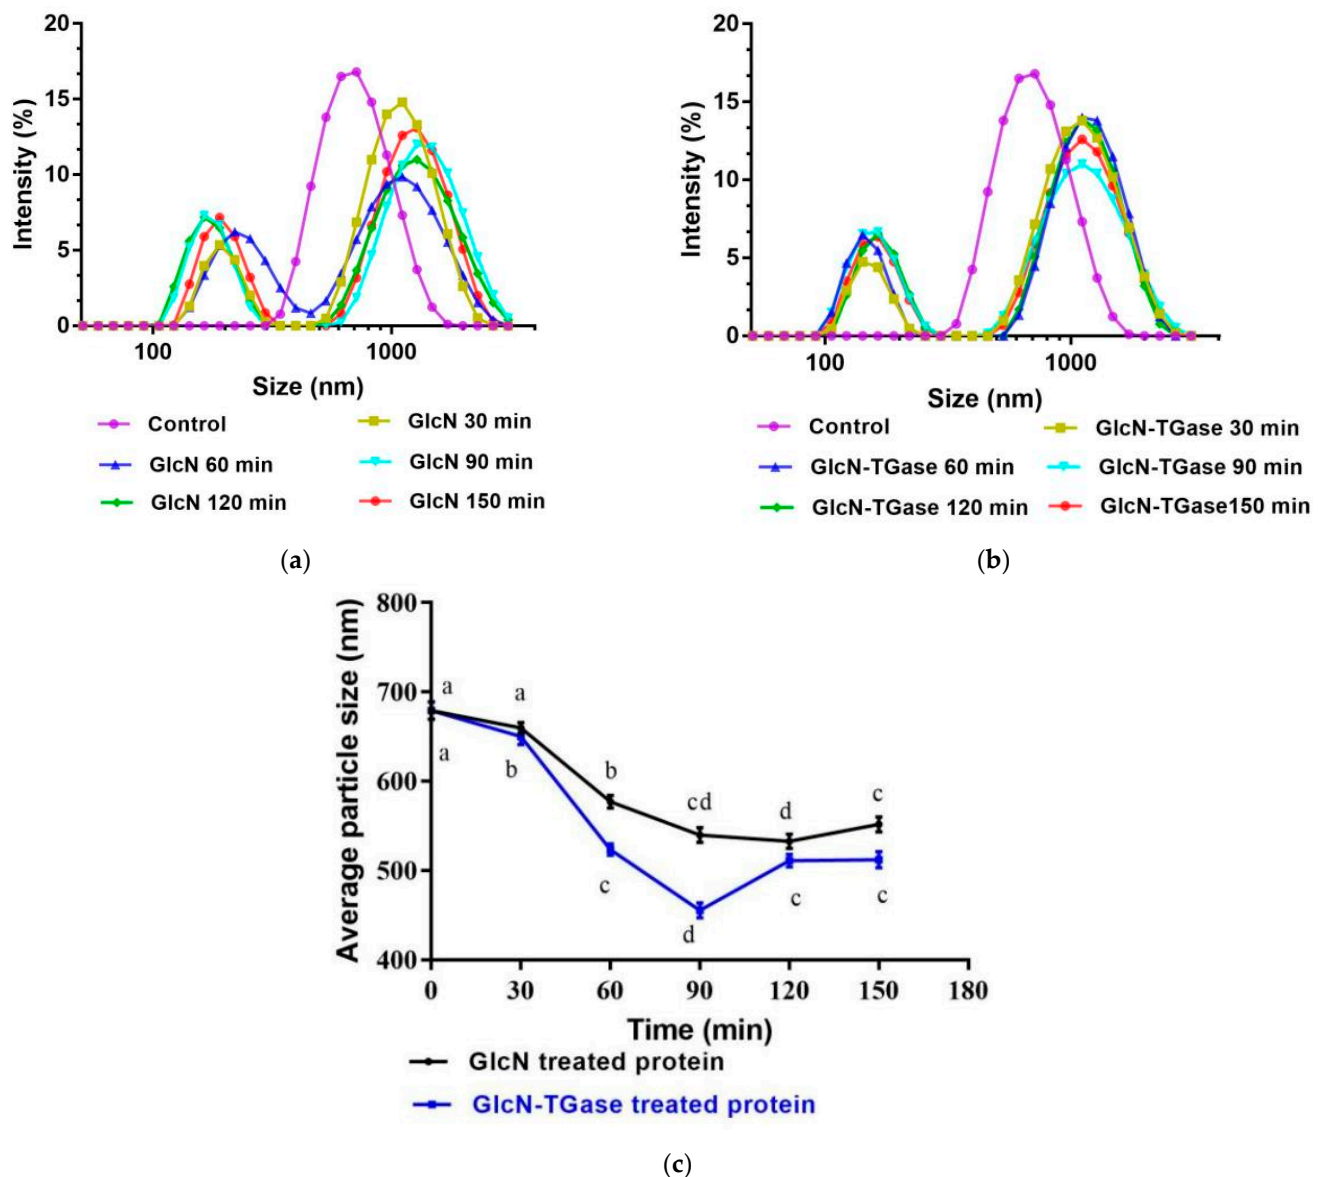 20
15
10
5
0
Intensity (%)
100
1000
Size (nm)
Control
GlcN 30 min
GlcN 60 min
GlcN 90 min
GlcN 120 min
GlcN 150 min
(a)
20
15
10
5
0
Intensity (%)
100
1000
Size (nm)
Control
GlcN-TGase 30 min
GlcN-TGase 60 min
GlcN-TGase 90 min
GlcN-TGase 120 min
GlcN-TGase150 min
(b)
800
700
600
500
400
Average particle size (nm)
a
a
b
cd
d
c
a
b
c
d
c
c
0
30
60
90
120
150
180
Time (min)
GlcN treated protein
GlcN-TGase treated protein
(c)